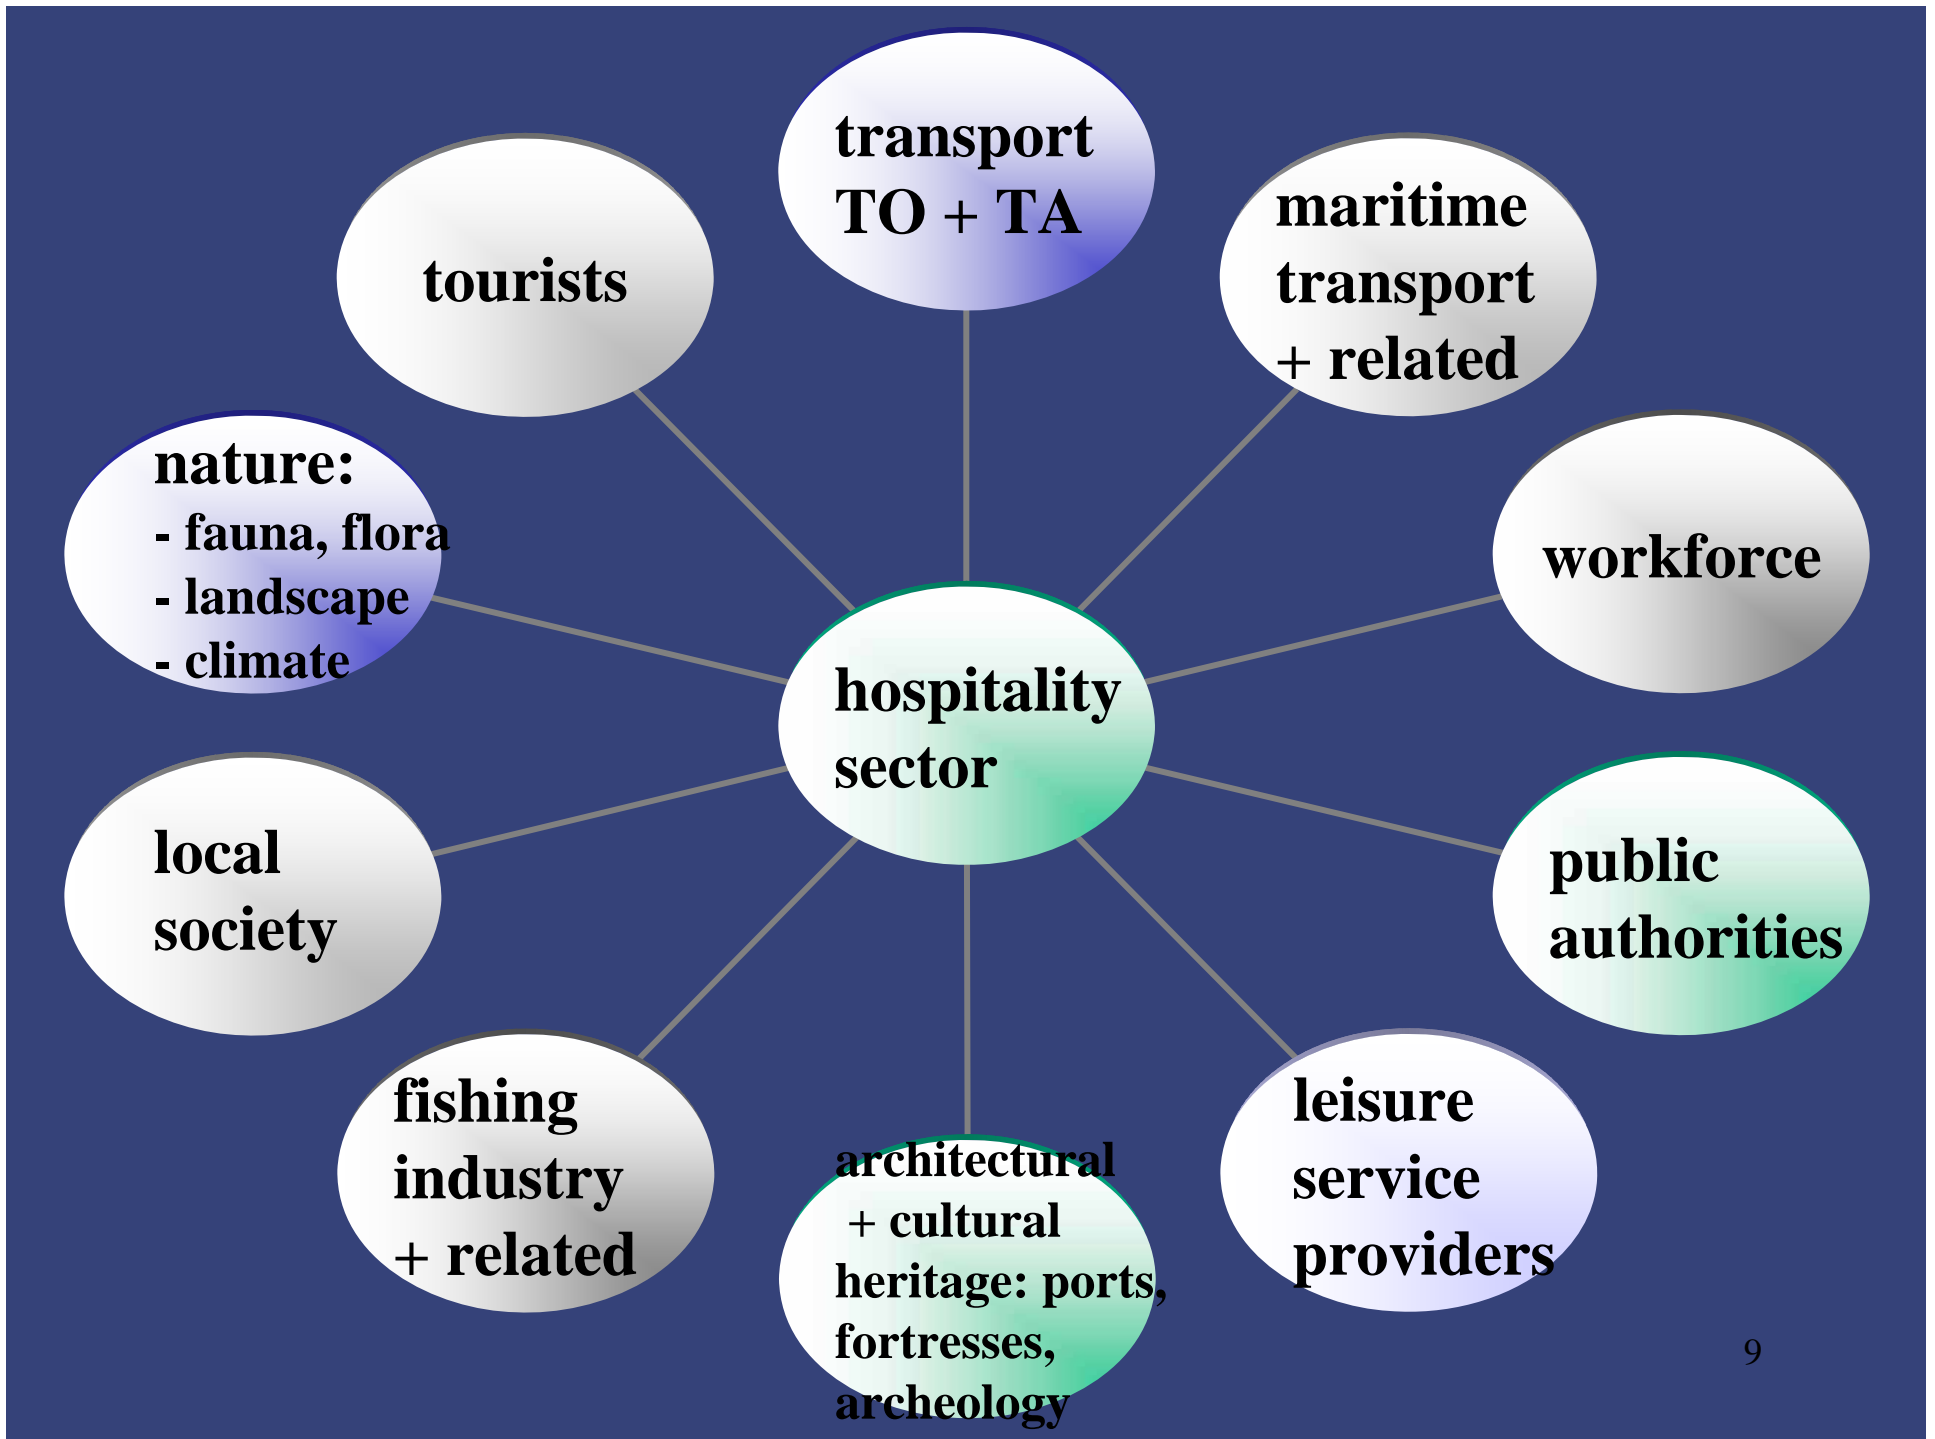 transport
TO + TA
tourists
maritime
transport
+ related
nature:
- fauna, flora
- landscape
- climate
workforce
hospitality
sector
local
society
public
authorities
fishing
industry
+ related
architectural
+ cultural
heritage: ports,
fortresses,
archeology
leisure
service
providers
9